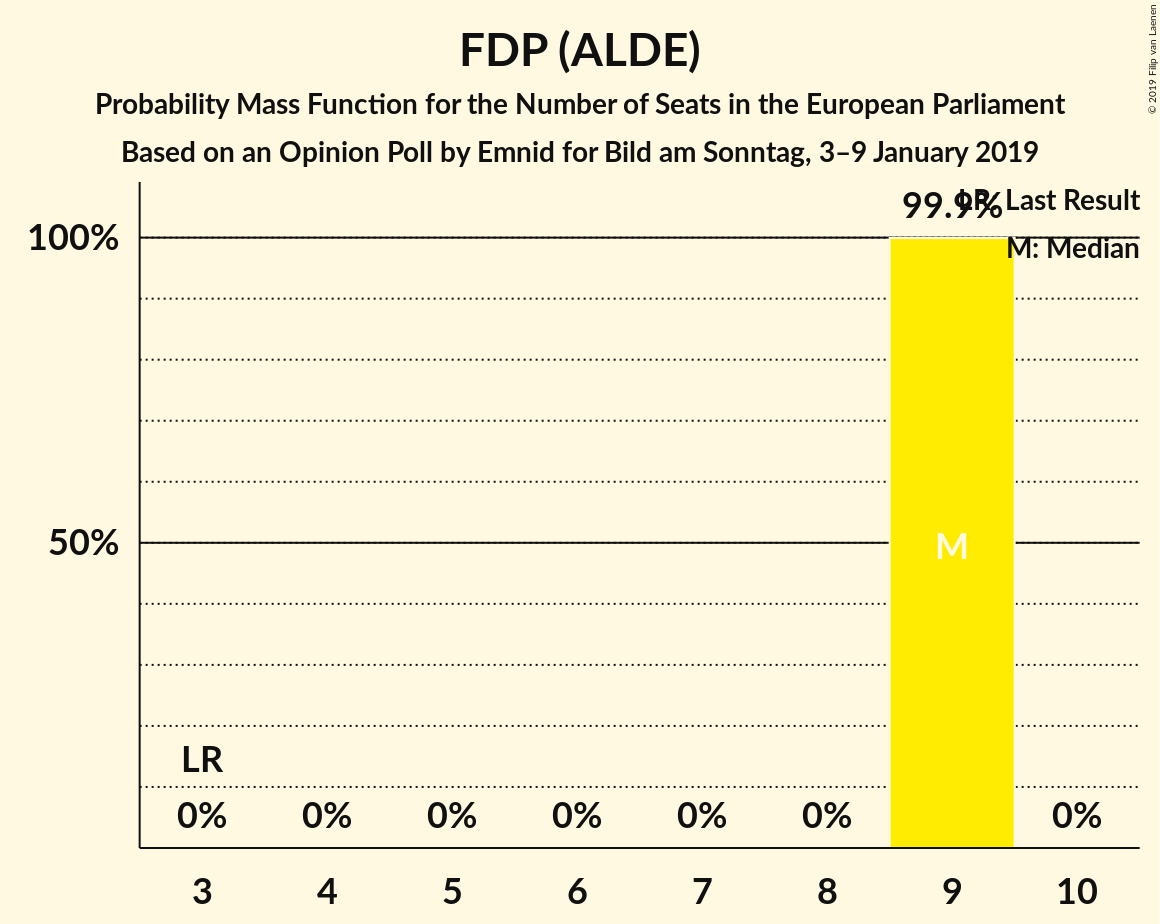 FDP (ALDE)
Probability Mass Function for the Number of Seats in the European Parliament
Based on an Opinion Poll by Emnid for Bild am Sonntag, 3–9 January 2019
© 2019 Filip van Laenen
99.9%
LR: Last Result
100%
M: Median
50%
M
LR
0% 0% 0% 0% 0% 0% 0%
3 4 5 6 7 8 9 10